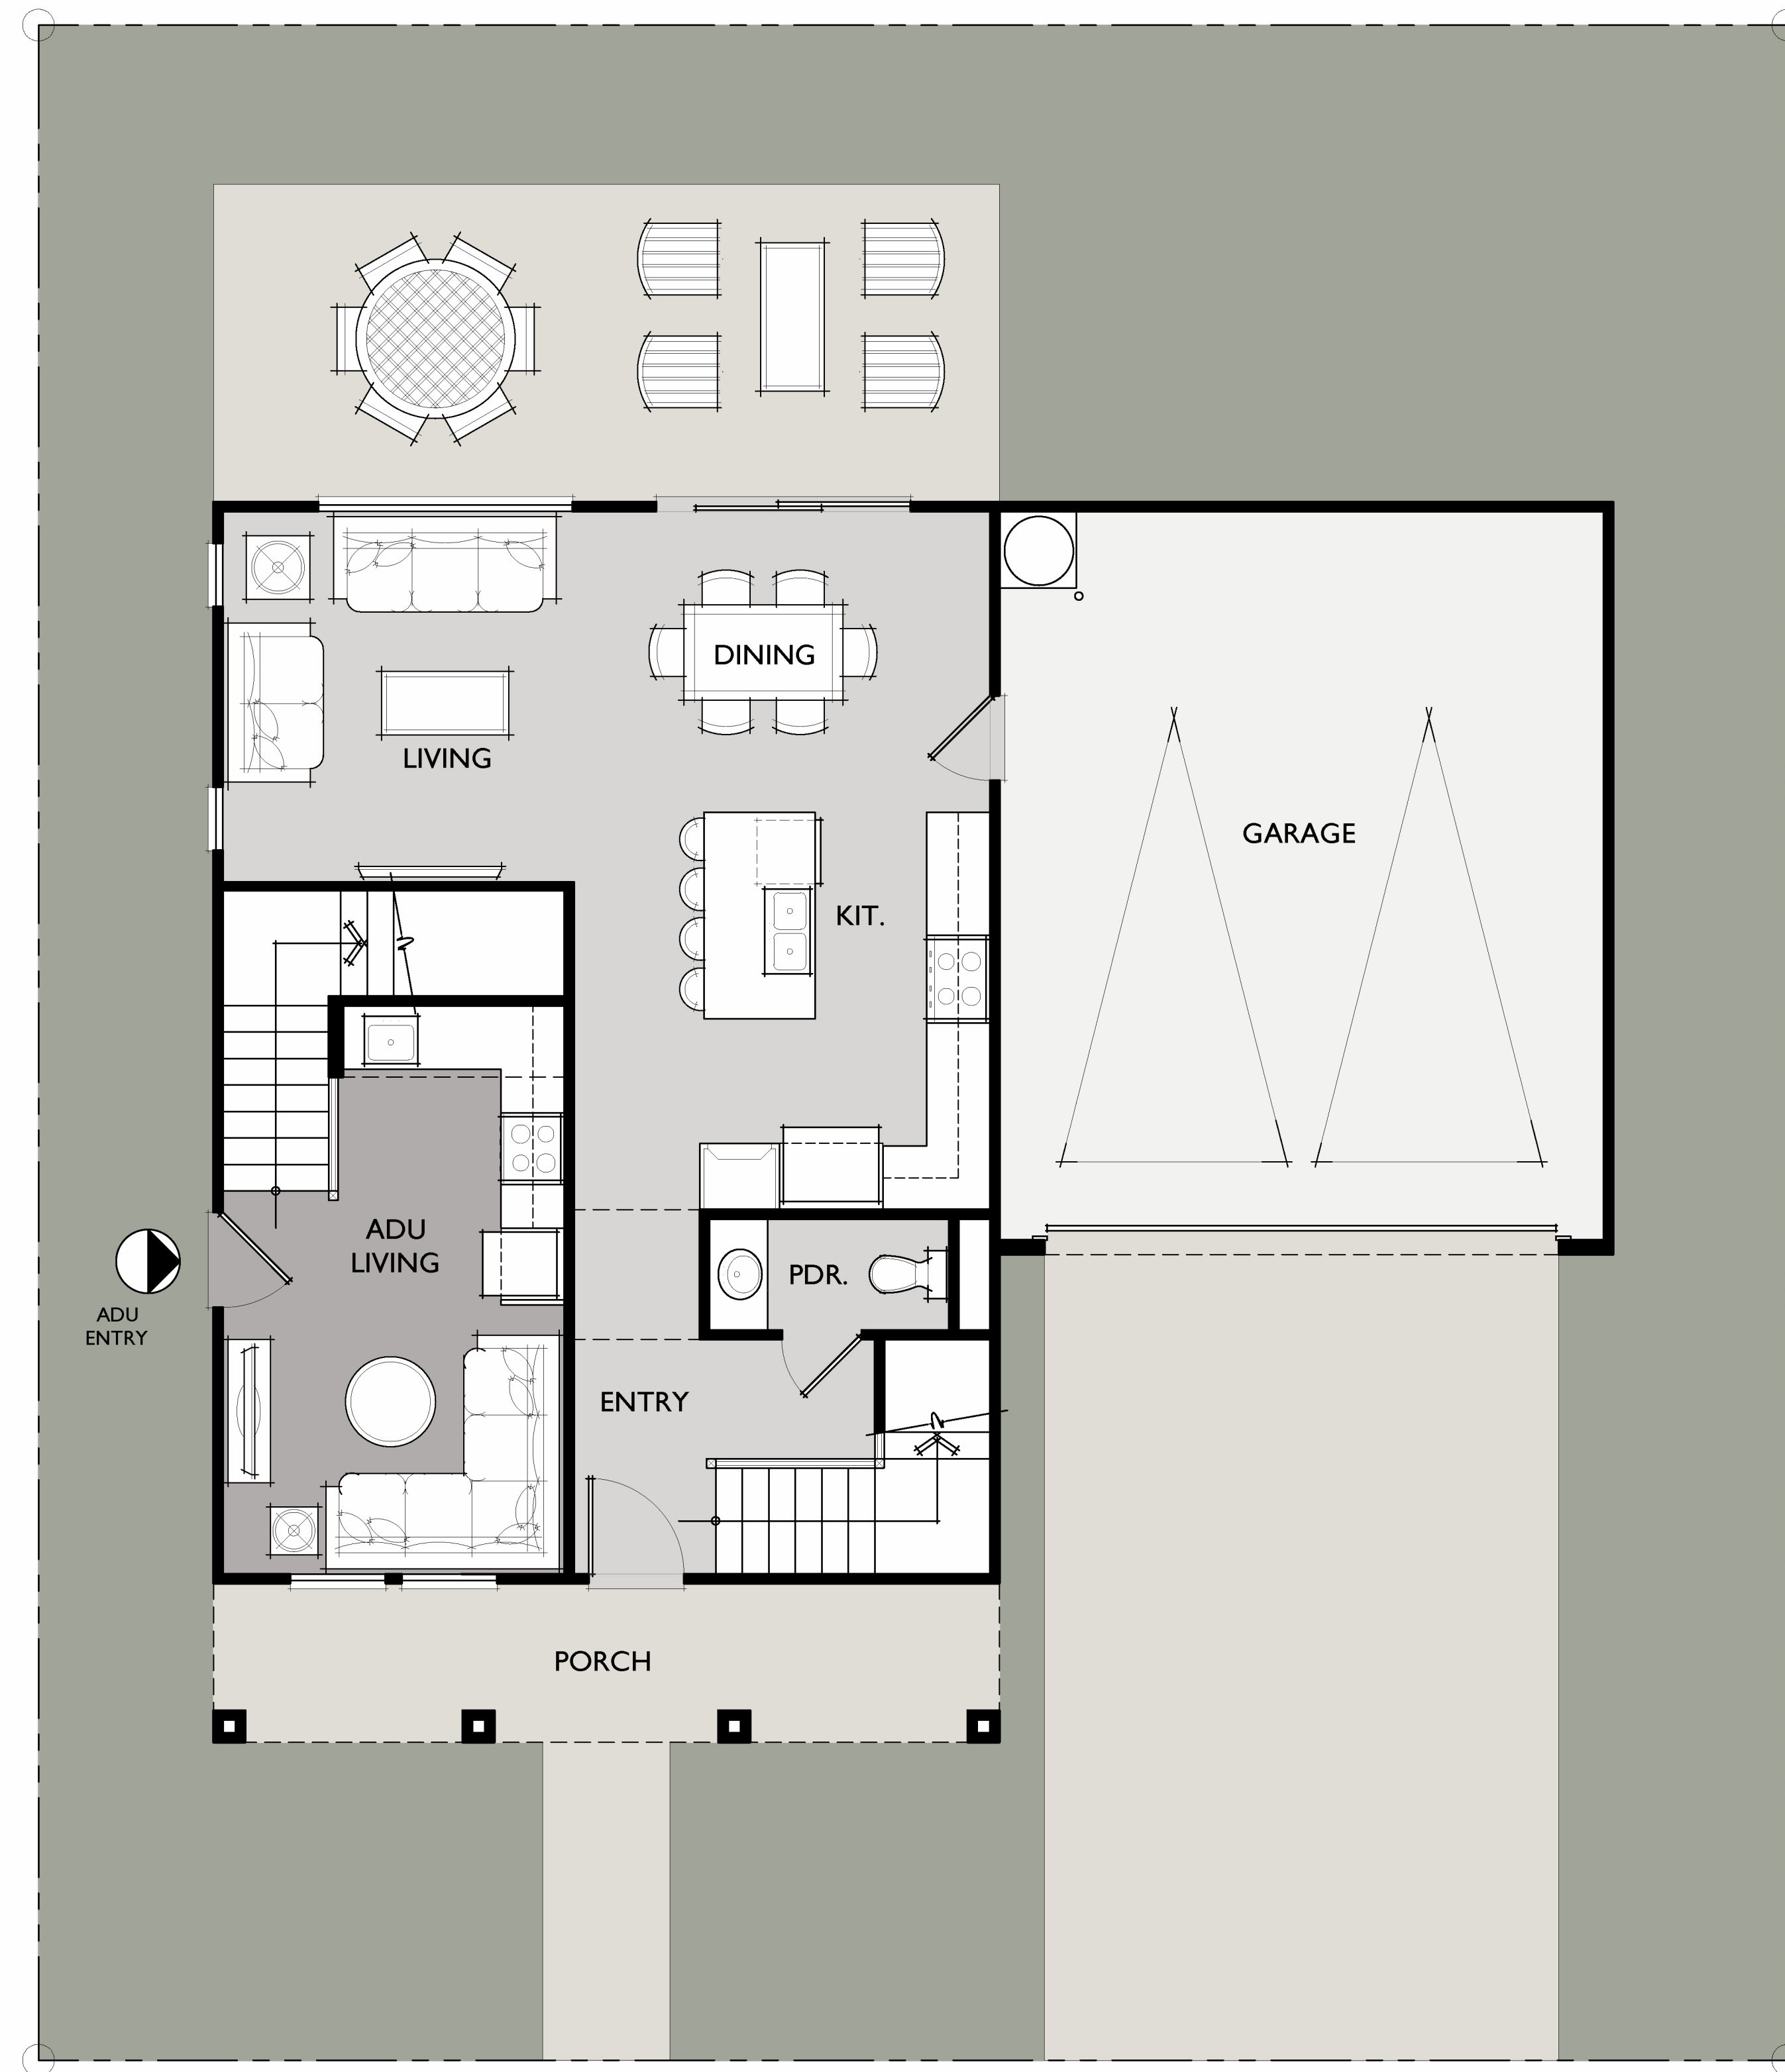 DINING
LIVING
GARAGE
KIT.
ADU
LIVING
PDR.
ADU
ENTRY
ENTRY
PORCH